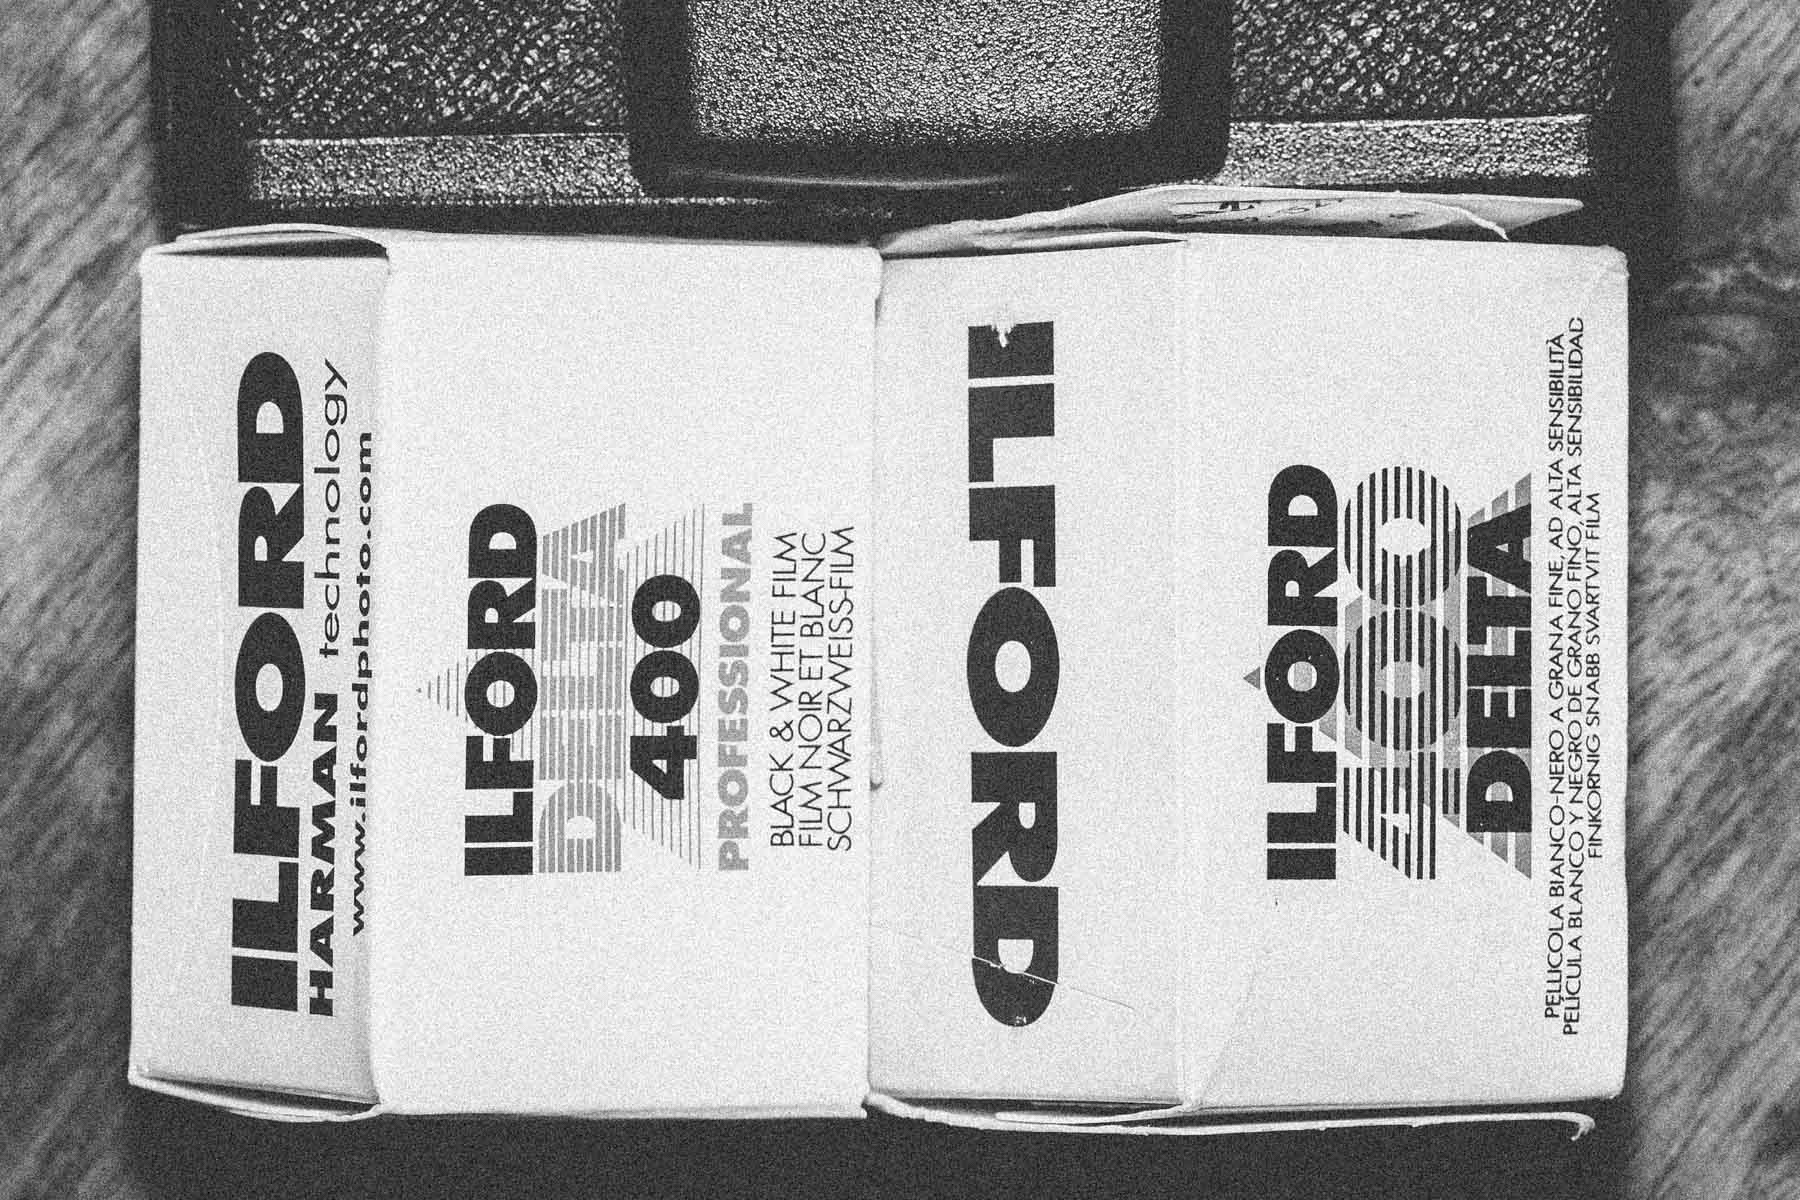 ILFORD
HARMAN technology
www.ilfordphoto.com
ILFORD
DELTA
400
PROFESSIONAL
BLACK & WHITE FILM
FILM NOIR ET BLANC
SCHWARZWEISS-FILM
ILFORD
ILFORD
400
DELTA
PELLICOLA BIANCO-NERO A GRANA FINE, AD ALTA SENSIBILITÀ
PELÍCULA BLANCO Y NEGRO DE GRANO FINO, ALTA SENSIBILIDAD
FINKORNIG SNABB SVARTVIT FILM